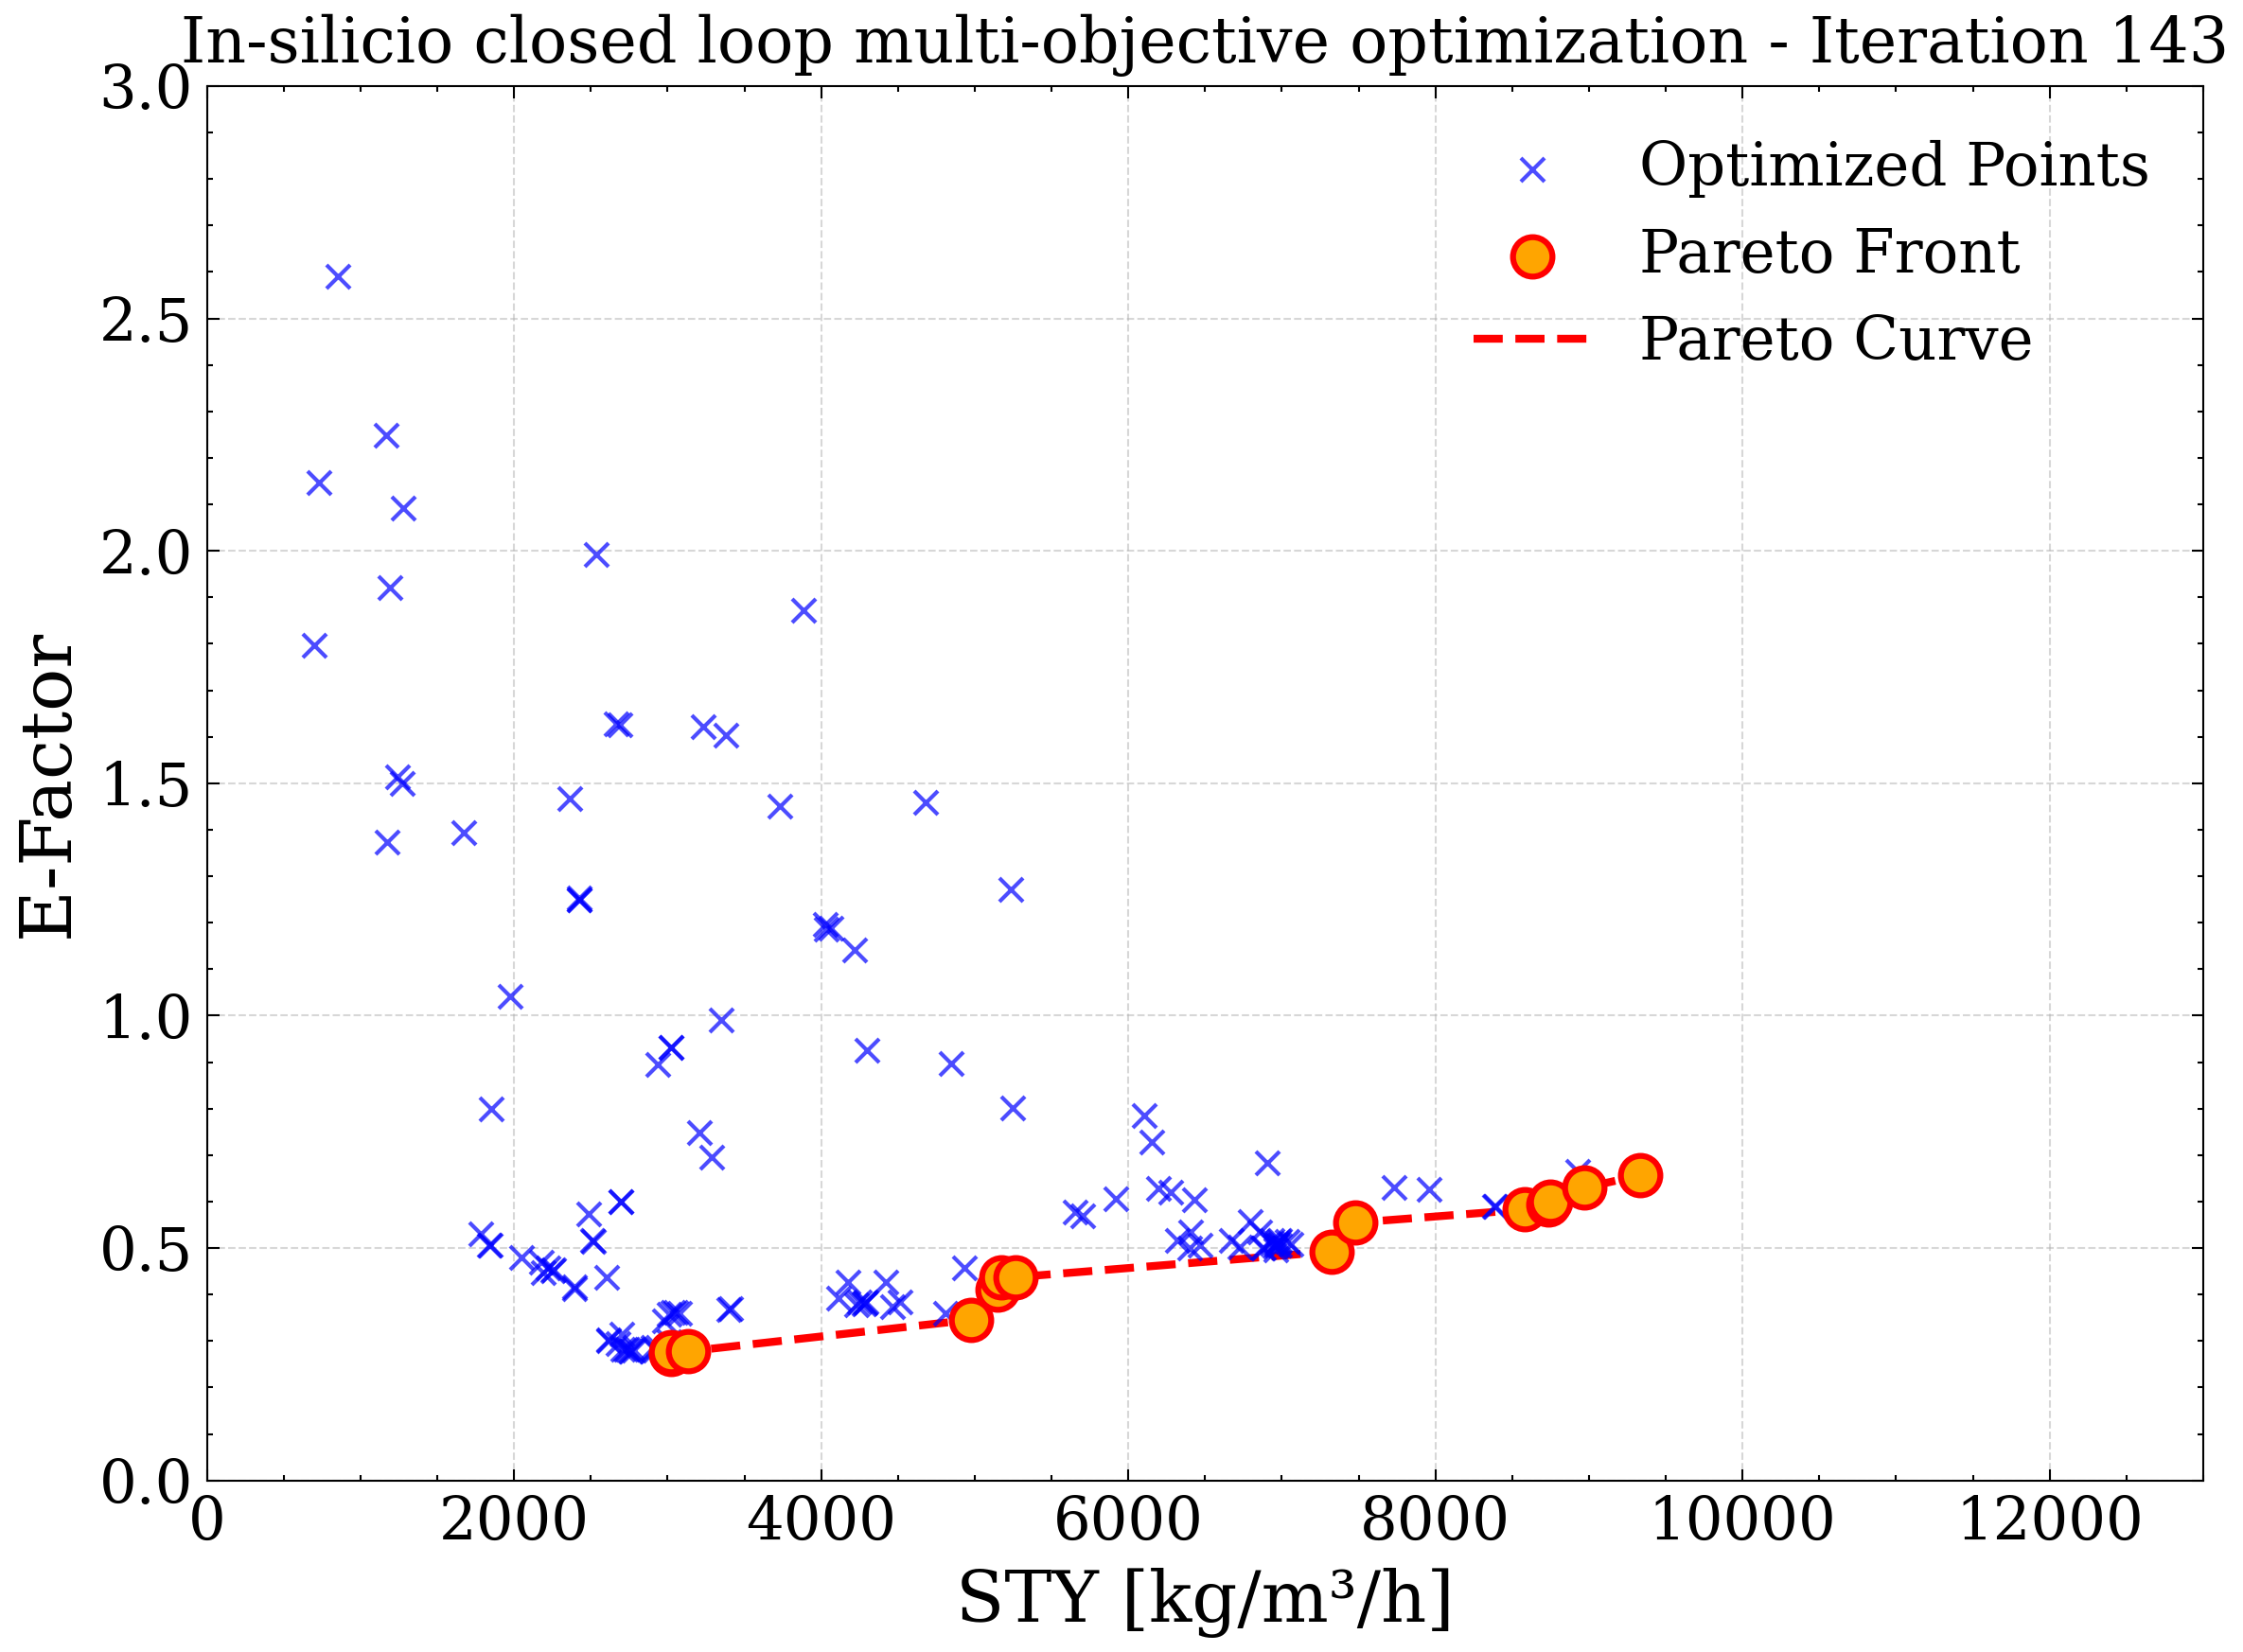 In-silicio closed loop multi-objective optimization - Iteration 143
3.0
2.5
2.0
1.5
1.0
0.5
0.0
E-Factor
Optimized Points
Pareto Front
Pareto Curve
0 2000 4000 6000 8000 10000 12000
STY [kg/m³/h]